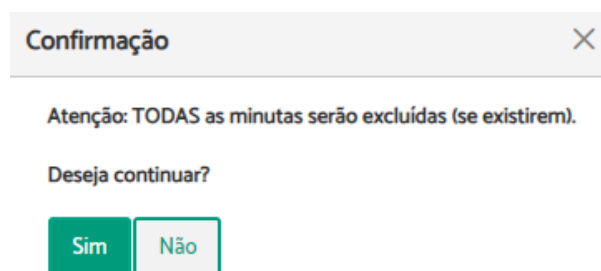 Confirmação
Atenção: TODAS as minutas serão excluídas (se existirem).
Deseja continuar?
Sim Não